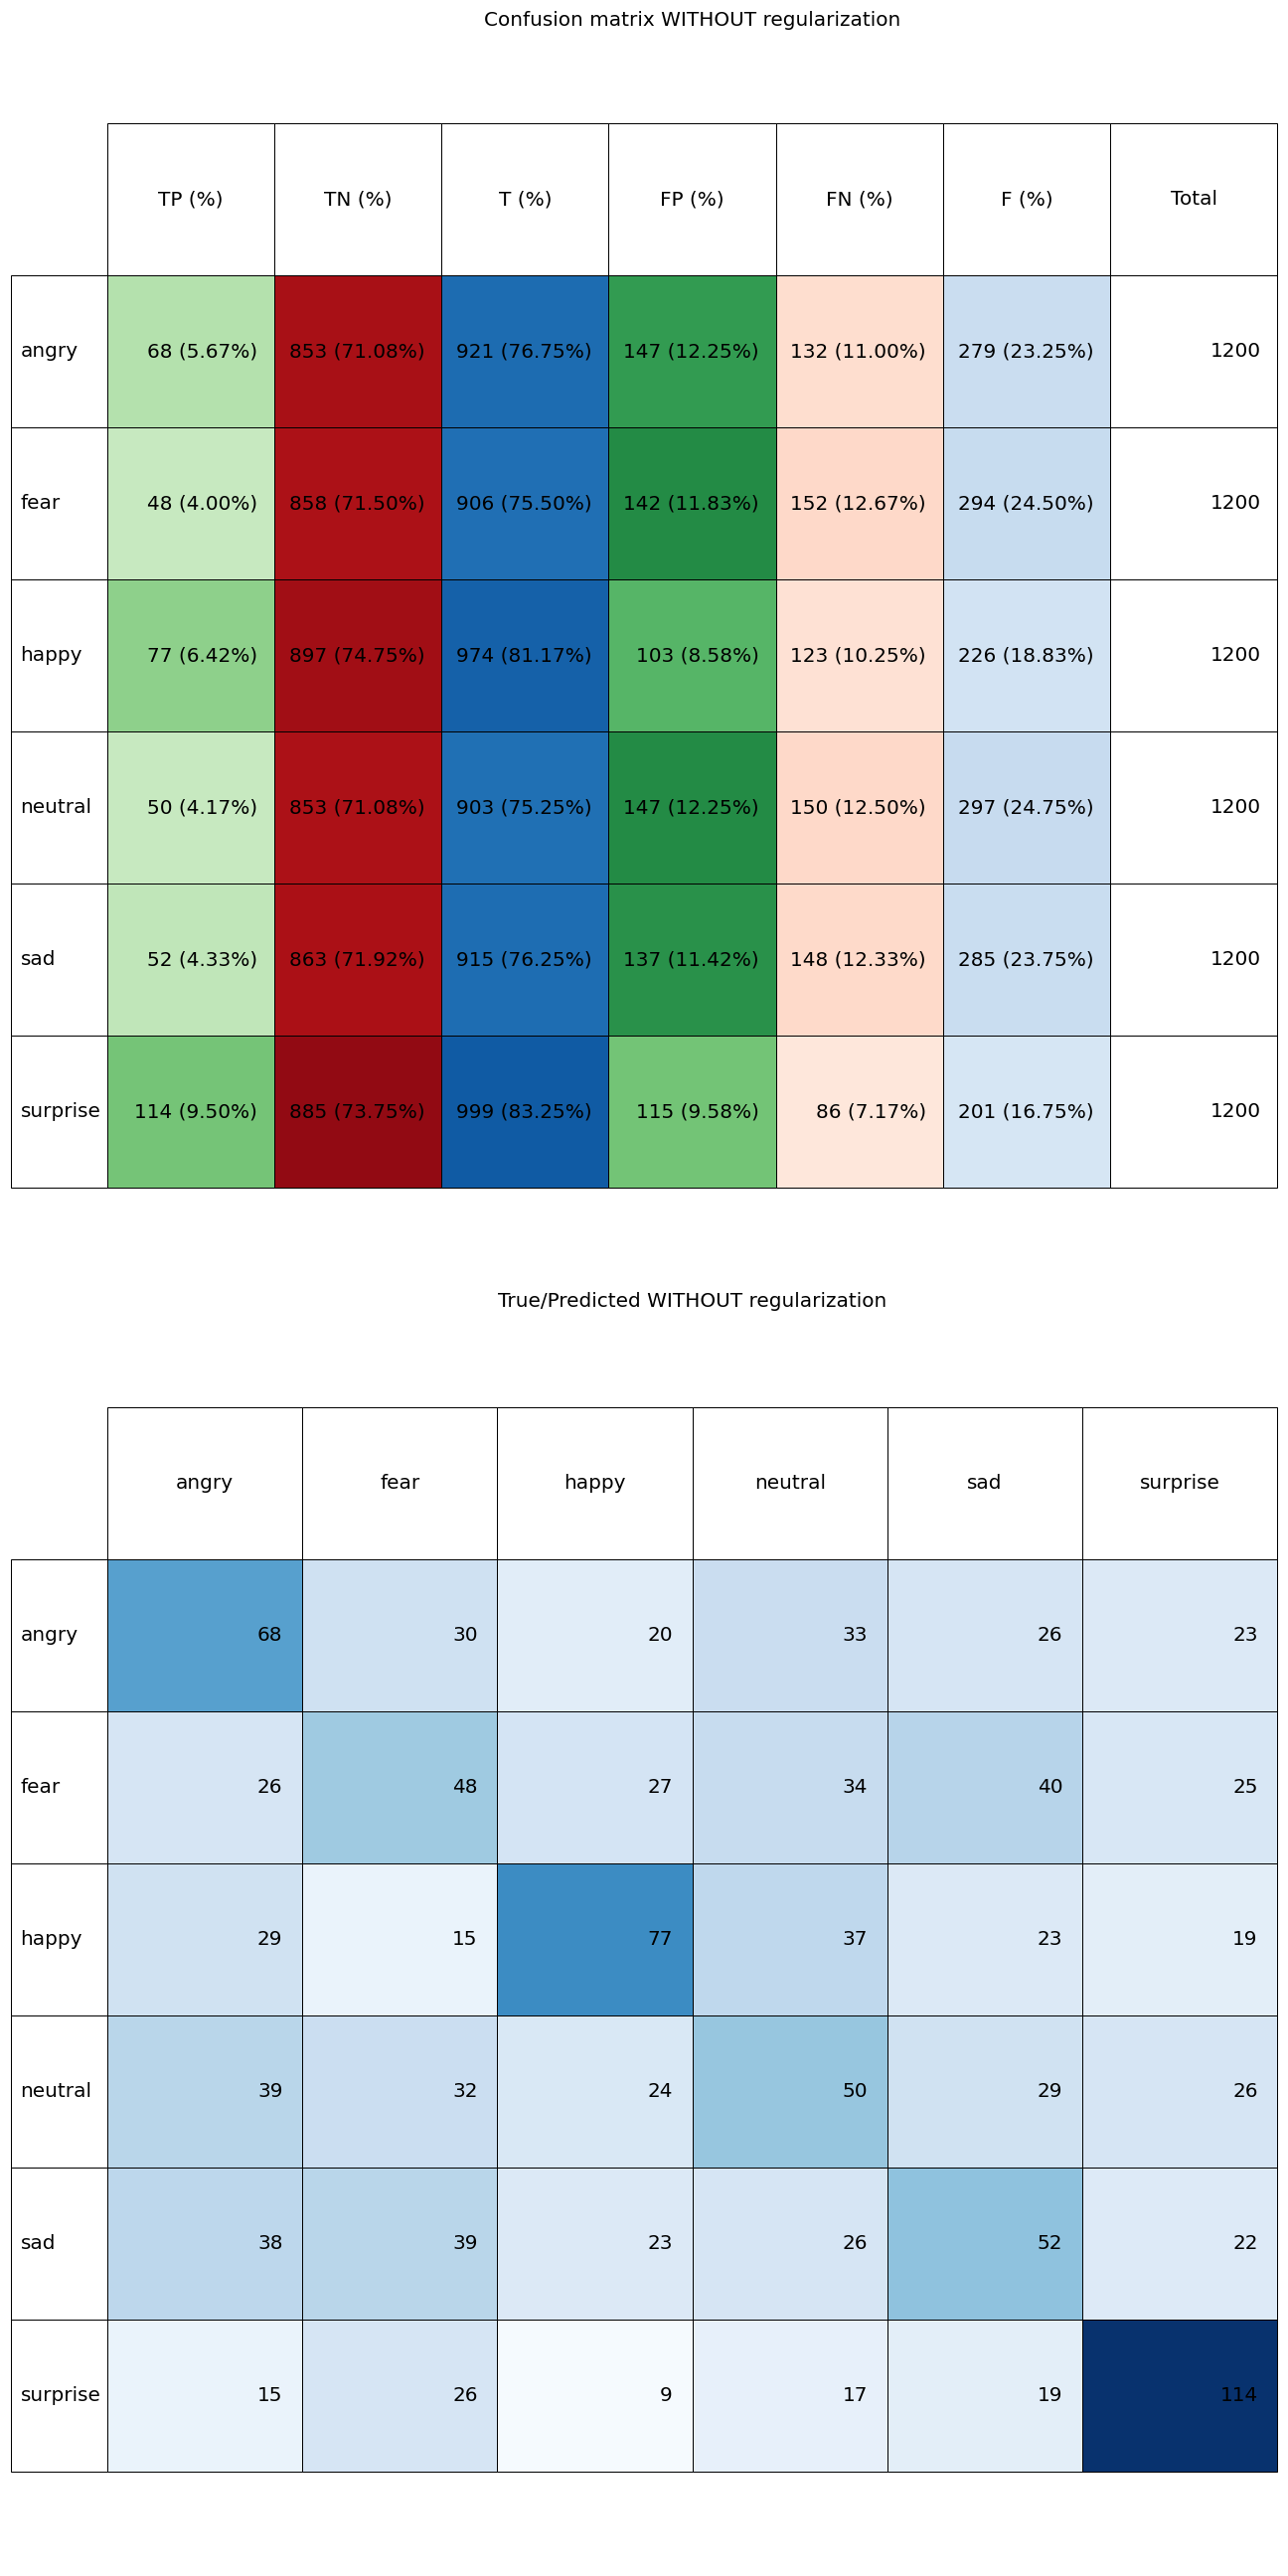 Confusion matrix WITHOUT regularization
TP (%) TN (%) T (%) FP (%) FN (%) F (%) Total
angry 68 (5.67%) 853 (71.08%) 921 (76.75%) 147 (12.25%) 132 (11.00%) 279 (23.25%) 1200
fear 48 (4.00%) 858 (71.50%) 906 (75.50%) 142 (11.83%) 152 (12.67%) 294 (24.50%) 1200
happy 77 (6.42%) 897 (74.75%) 974 (81.17%) 103 (8.58%) 123 (10.25%) 226 (18.83%) 1200
neutral 50 (4.17%) 853 (71.08%) 903 (75.25%) 147 (12.25%) 150 (12.50%) 297 (24.75%) 1200
sad 52 (4.33%) 863 (71.92%) 915 (76.25%) 137 (11.42%) 148 (12.33%) 285 (23.75%) 1200
surprise 114 (9.50%) 885 (73.75%) 999 (83.25%) 115 (9.58%) 86 (7.17%) 201 (16.75%) 1200
True/Predicted WITHOUT regularization
angry fear happy neutral sad surprise
angry 68 30 20 33 26 23
fear 26 48 27 34 40 25
happy 29 15 77 37 23 19
neutral 39 32 24 50 29 26
sad 38 39 23 26 52 22
surprise 15 26 9 17 19 114